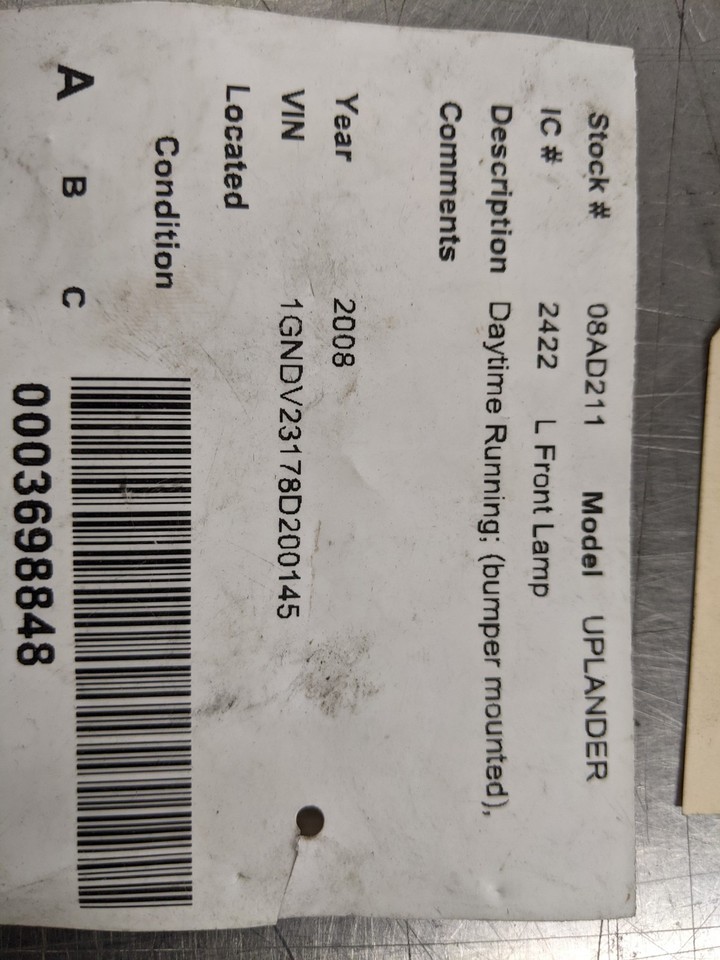 Stock # 08AD211 Model UPLANDER
IC # 2422 L Front Lamp
Description Daytime Running; (bumper mounted),
Comments
Year 2008
VIN 1GNDV23178D200145
Located
Condition
A B C
0003698848